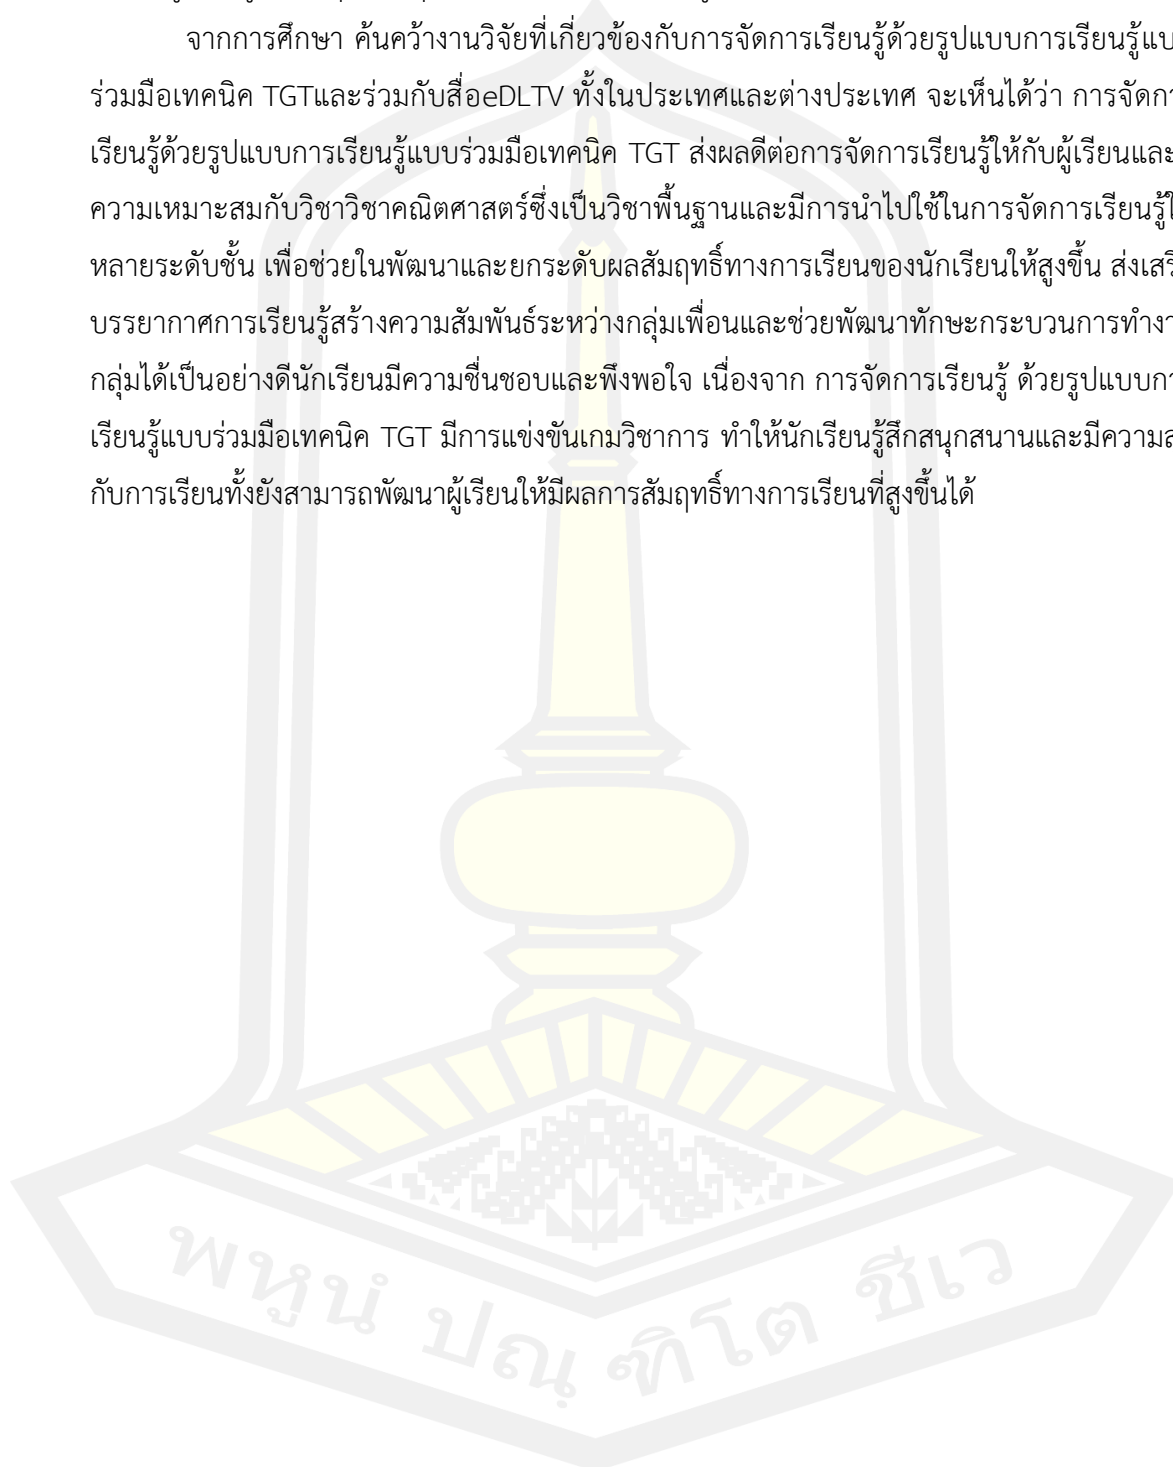 จากการศึกษา ค้นคว้างานวิจัยที่เกี่ยวข้องกับการจัดการเรียนรู้ด้วยรูปแบบการเรียนรู้แบ
ร่วมมือเทคนิค TGTและร่วมกับสื่อeDLTV ทั้งในประเทศและต่างประเทศ จะเห็นได้ว่า การจัดกา
เรียนรู้ด้วยรูปแบบการเรียนรู้แบบร่วมมือเทคนิค TGT ส่งผลดีต่อการจัดการเรียนรู้ให้กับผู้เรียนและ
ความเหมาะสมกับวิชาวิชาคณิตศาสตร์ซึ่งเป็นวิชาพื้นฐานและมีการนำไปใช้ในการจัดการเรียนรู้ใ
หลายระดับชั้น เพื่อช่วยในพัฒนาและยกระดับผลสัมฤทธิ์ทางการเรียนของนักเรียนให้สูงขึ้น ส่งเสริ
บรรยากาศการเรียนรู้สร้างความสัมพันธ์ระหว่างกลุ่มเพื่อนและช่วยพัฒนาทักษะกระบวนการทำงา
กลุ่มได้เป็นอย่างดีนักเรียนมีความชื่นชอบและพึงพอใจ เนื่องจาก การจัดการเรียนรู้ ด้วยรูปแบบกา
เรียนรู้แบบร่วมมือเทคนิค TGT มีการแข่งขันเกมวิชาการ ทำให้นักเรียนรู้สึกสนุกสนานและมีความส
กับการเรียนทั้งยังสามารถพัฒนาผู้เรียนให้มีผลการสัมฤทธิ์ทางการเรียนที่สูงขึ้นได้
พหูนํ ปณฺฑิโต ชีเว